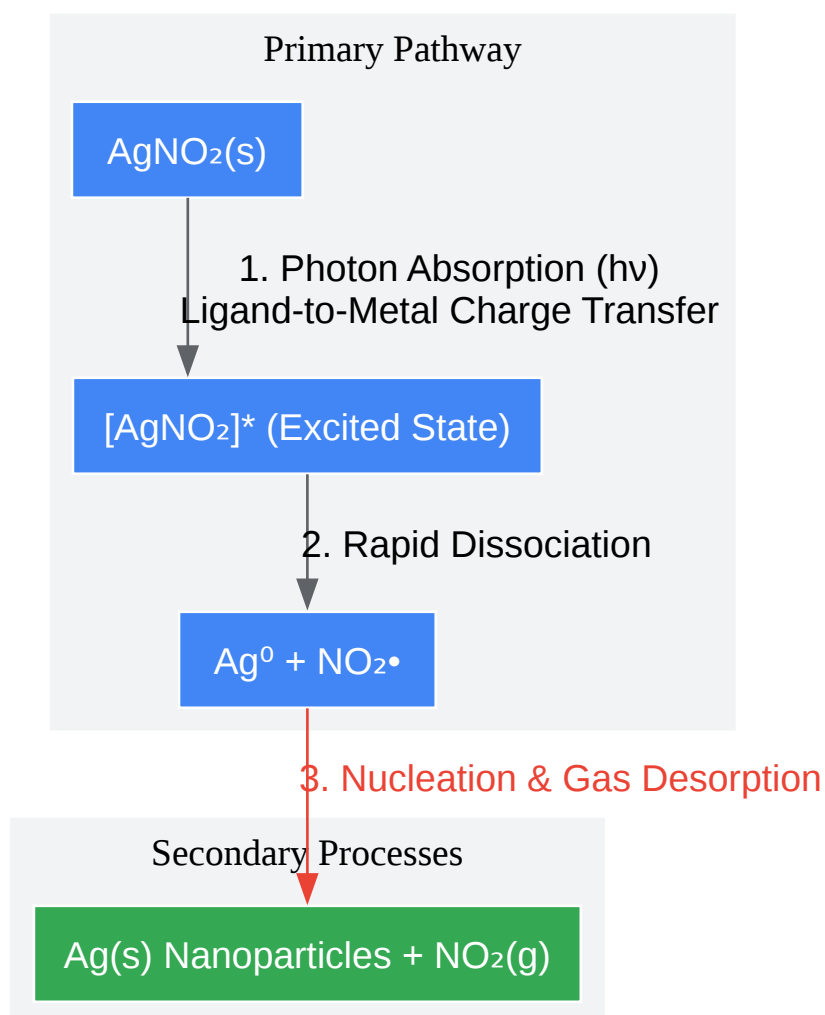 Primary Pathway
AgNO₂(s)
1. Photon Absorption (hν)
Ligand-to-Metal Charge Transfer
[AgNO₂]* (Excited State)
2. Rapid Dissociation
Ag⁰ + NO₂•
3. Nucleation & Gas Desorption
Secondary Processes
Ag(s) Nanoparticles + NO₂(g)